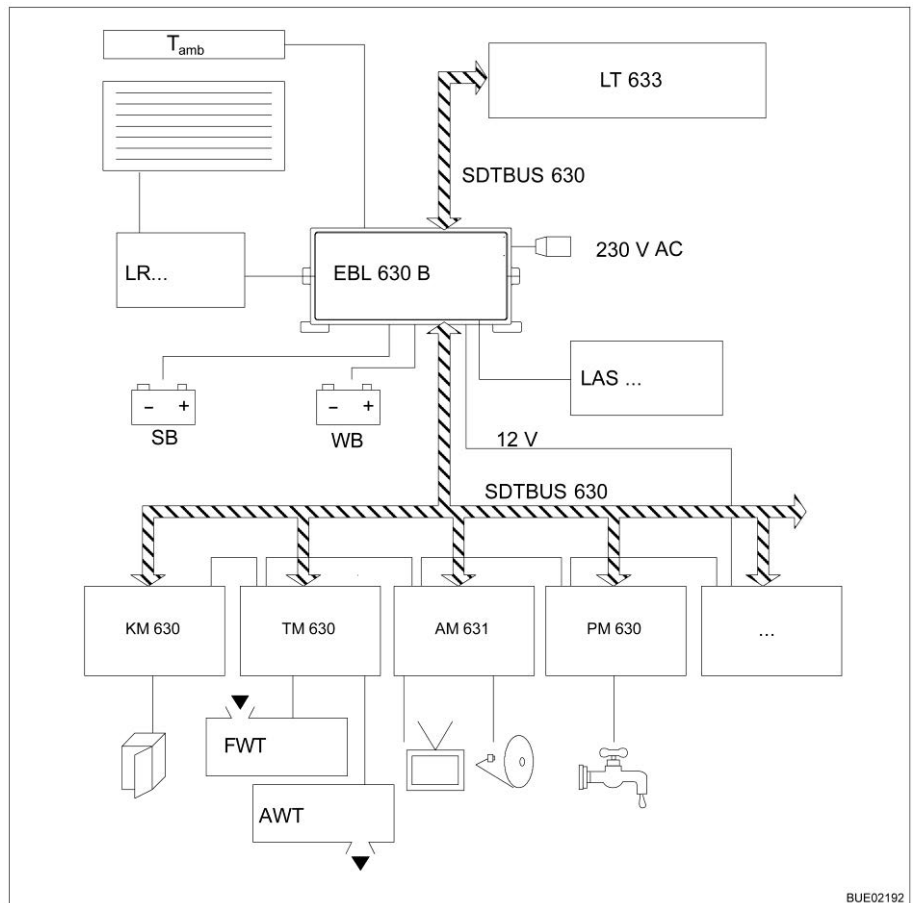 Tamb
LT 633
SDTBUS 630
230 V AC
LR...
EBL 630 B
LAS ...
– +
– +
SB
WB
12 V
SDTBUS 630
KM 630
TM 630
AM 631
PM 630
...
FWT
AWT
BUE02192